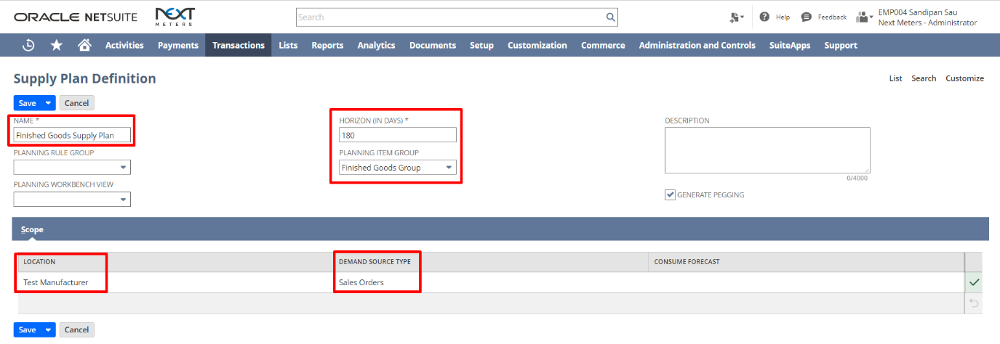 ORACLE NETSUITE NEXT METERS Search Help Feedback EMP004 Sandipan Sau
Next Meters - Administrator
Activities Payments Transactions Lists Reports Analytics Documents Setup Customization Commerce Administration and Controls SuiteApps Support
Supply Plan Definition List Search Customize
Save Cancel
NAME * HORIZON (IN DAYS) * DESCRIPTION
Finished Goods Supply Plan 180
PLANNING RULE GROUP PLANNING ITEM GROUP
Finished Goods Group
0/4000
PLANNING WORKBENCH VIEW
GENERATE PEGGING
Scope
LOCATION DEMAND SOURCE TYPE CONSUME FORECAST
Test Manufacturer Sales Orders
Save Cancel